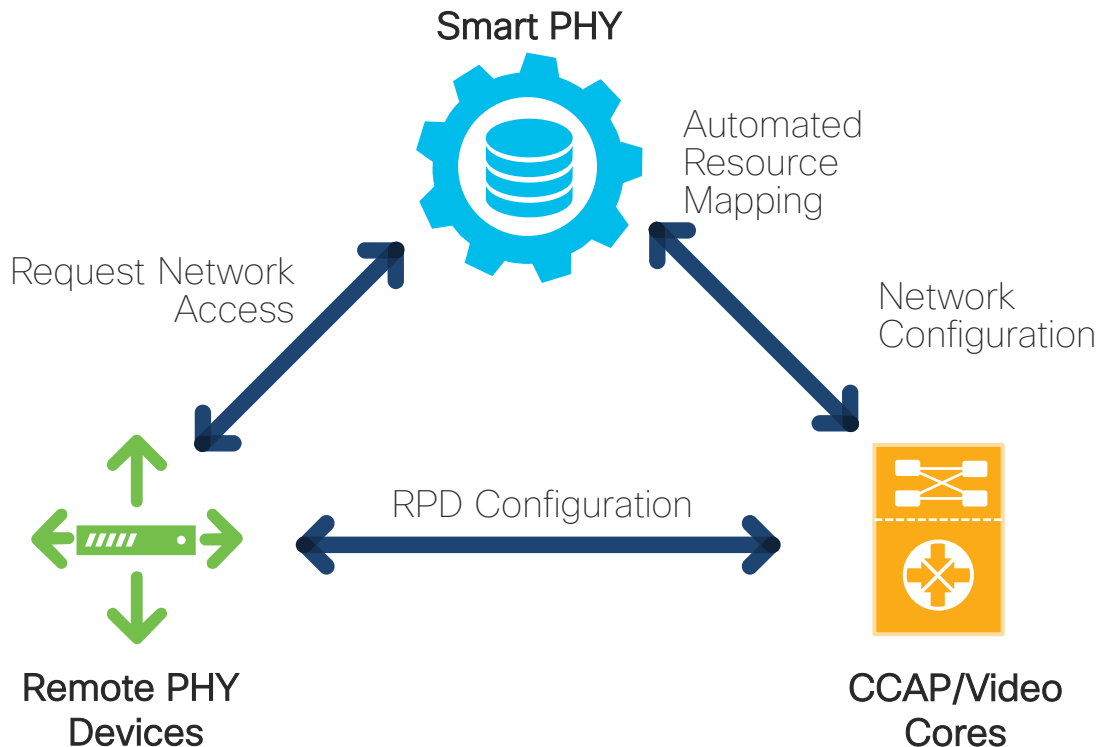 Smart PHY
Automated
Resource
Mapping
Request Network
Access
Network
Configuration
RPD Configuration
Remote PHY
Devices
CCAP/Video
Cores